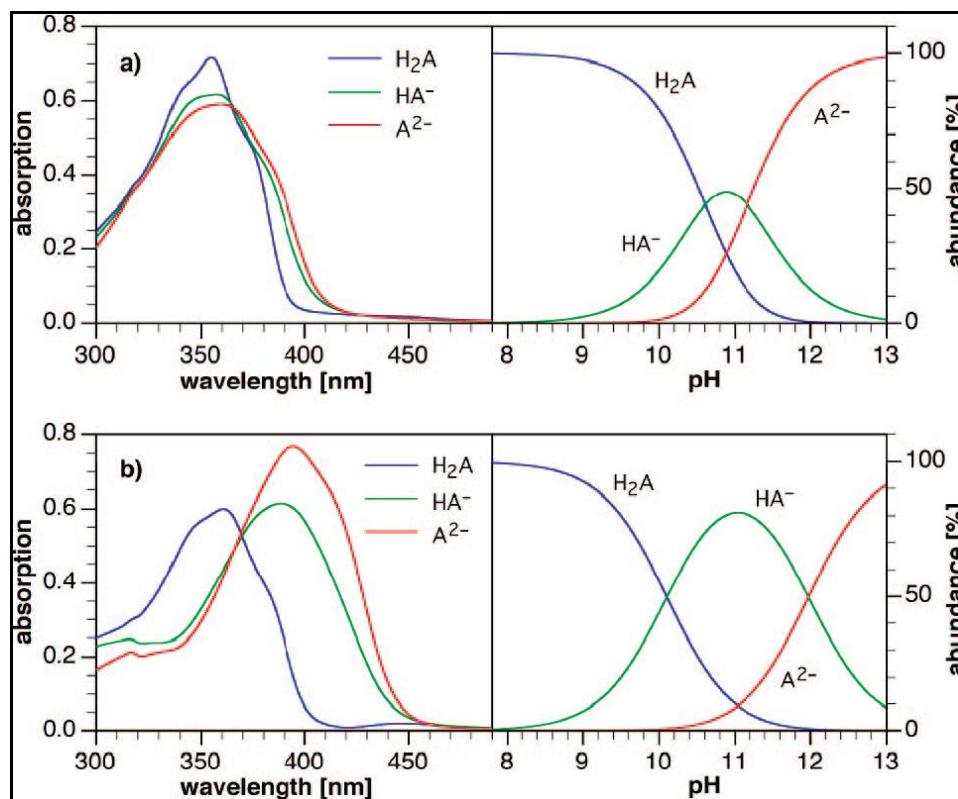 a)
H₂A
HA⁻
A²⁻
absorption
0.8
0.6
0.4
0.2
0.0
300
350
400
450
wavelength [nm]
H₂A
A²⁻
HA⁻
100
50
0
abundance [%]
8
9
10
11
12
13
pH
b)
H₂A
HA⁻
A²⁻
absorption
0.8
0.6
0.4
0.2
0.0
300
350
400
450
wavelength [nm]
H₂A
HA⁻
A²⁻
100
50
0
abundance [%]
8
9
10
11
12
13
pH